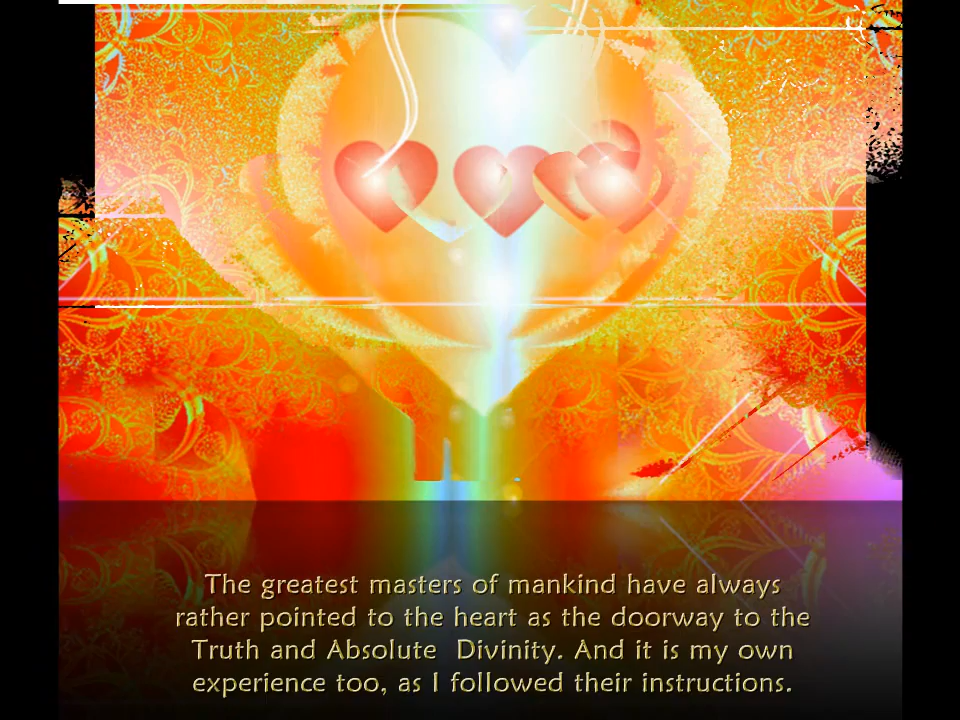 The greatest masters of mankind have always
rather pointed to the heart as the doorway to the
Truth and Absolute  Divinity. And it is my own
experience too, as I followed their instructions.